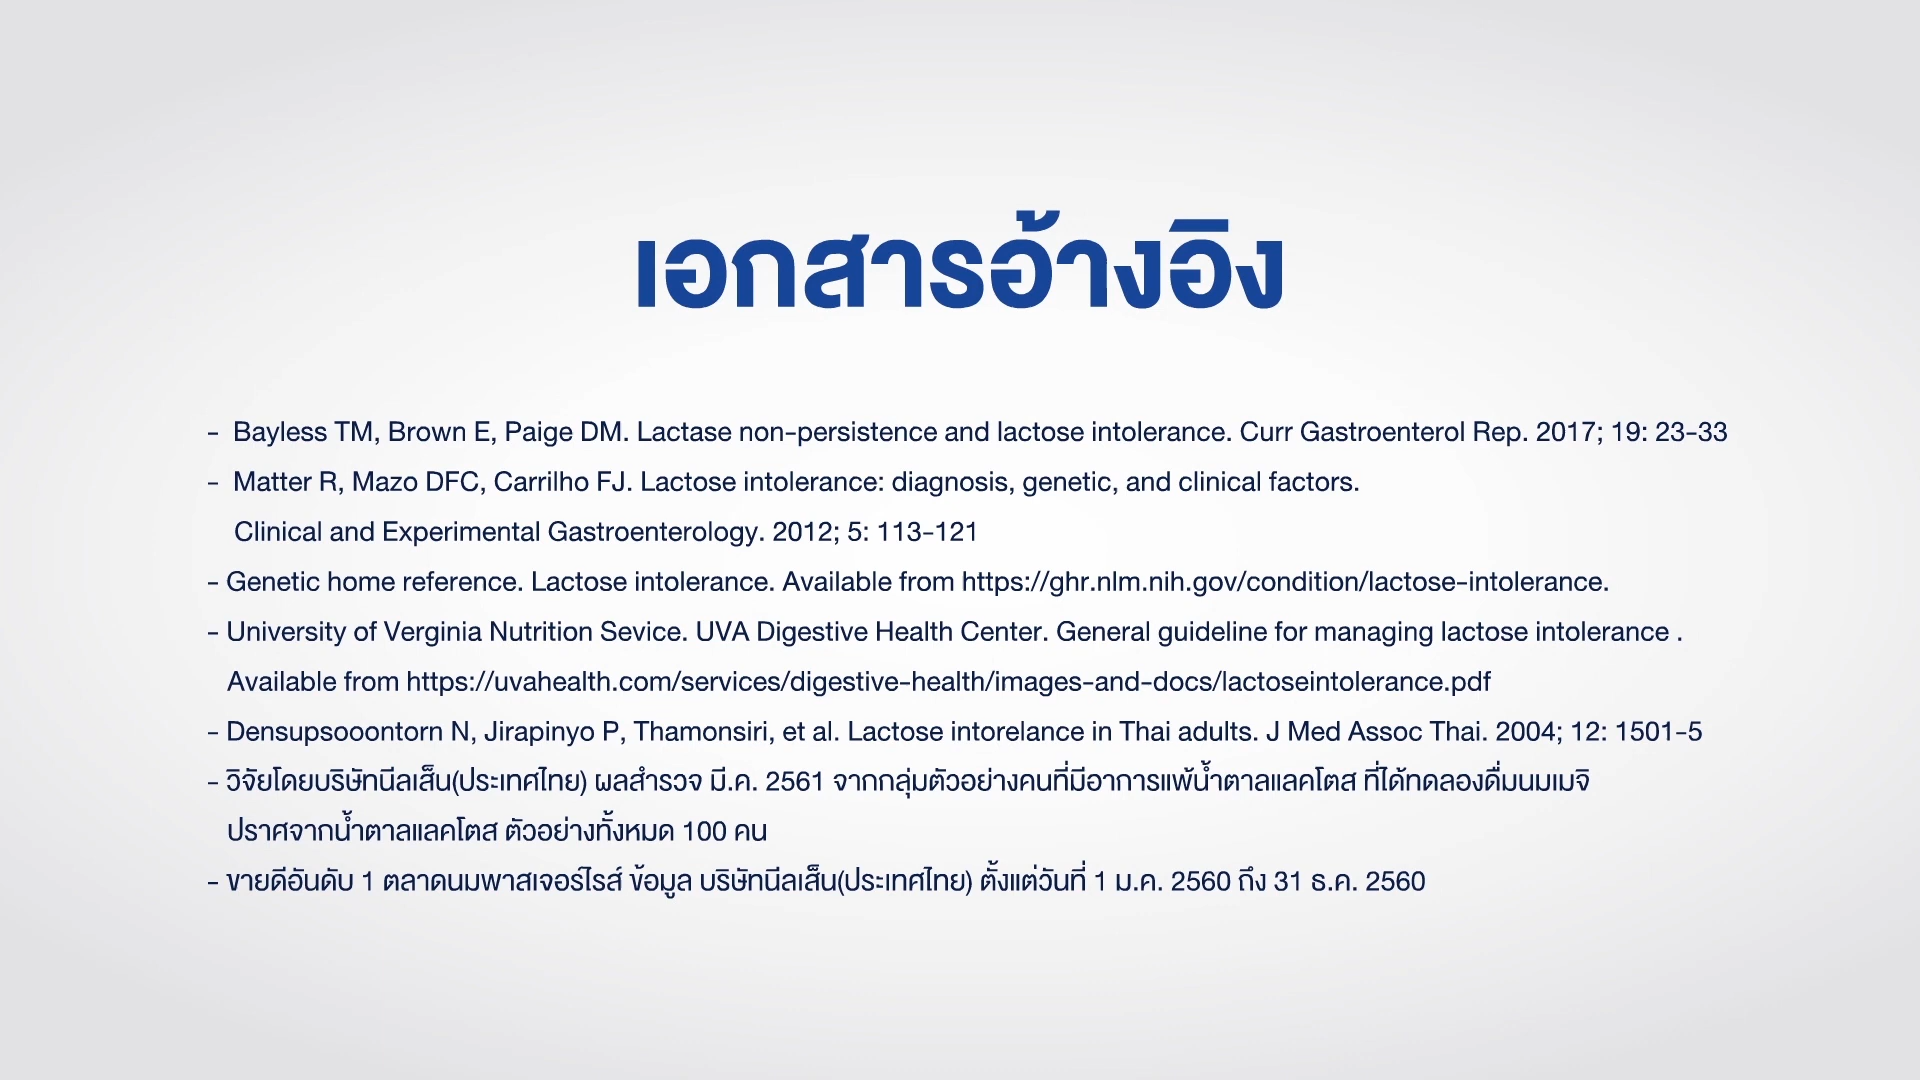 เอกสารอ้างอิง
- Bayless TM, Brown E, Paige DM. Lactase non-persistence and lactose intolerance. Curr Gastroenterol Rep. 2017; 19: 23-33
- Matter R, Mazo DFC, Carrilho FJ. Lactose intolerance: diagnosis, genetic, and clinical factors.
Clinical and Experimental Gastroenterology. 2012; 5: 113-121
- Genetic home reference. Lactose intolerance. Available from https://ghr.nlm.nih.gov/condition/lactose-intolerance.
- University of Verginia Nutrition Sevice. UVA Digestive Health Center. General guideline for managing lactose intolerance .
Available from https://uvahealth.com/services/digestive-health/images-and-docs/lactoseintolerance.pdf
- Densupsooontorn N, Jirapinyo P, Thamonsiri, et al. Lactose intorelance in Thai adults. J Med Assoc Thai. 2004; 12: 1501-5
- วิจัยโดยบริษัทนีลเส็น(ประเทศไทย) ผลสำรวจ มี.ค. 2561 จากกลุ่มตัวอย่างคนที่มีอาการแพ้น้ำตาลแลคโตส ที่ได้ทดลองดื่มนมเมจิ
ปราศจากน้ำตาลแลคโตส ตัวอย่างทั้งหมด 100 คน
- ขายดีอันดับ 1 ตลาดนมพาสเจอร์ไรส์ ข้อมูล บริษัทนีลเส็น(ประเทศไทย) ตั้งแต่วันที่ 1 ม.ค. 2560 ถึง 31 ธ.ค. 2560